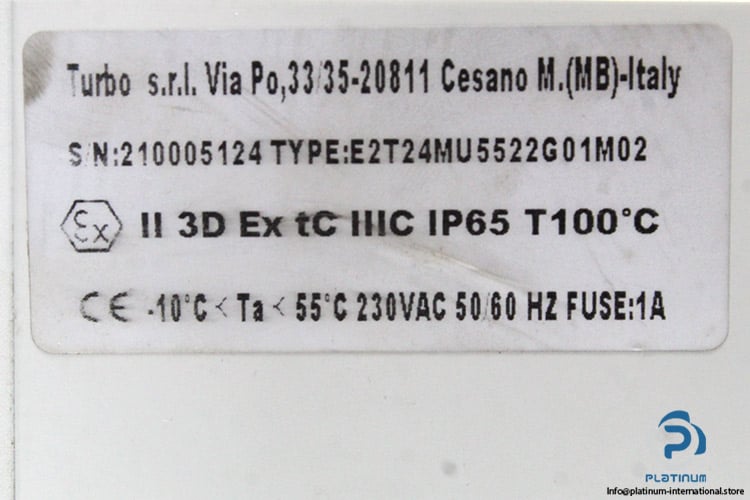 Turbo s.r.l. Via Po,33/35-20811 Cesano M.(MB)-Italy
S/N:210005124 TYPE:E2T24MU5522G01M02
Ex II 3D Ex tC IIIC IP65 T100°C
CE -10°C < Ta < 55°C 230VAC 50/60 HZ FUSE:1A
PLATINUM
Info@platinum-international.store